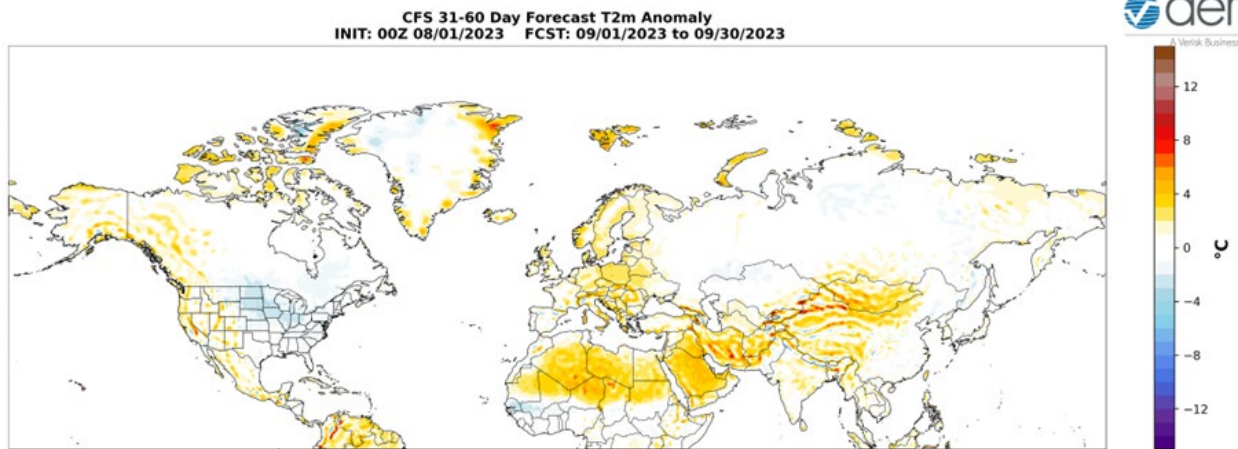 CFS 31-60 Day Forecast T2m Anomaly
INIT: 00Z 08/01/2023 FCST: 09/01/2023 to 09/30/2023
aer
A Verisk Business
12
8
4
0
−4
−8
−12
°C